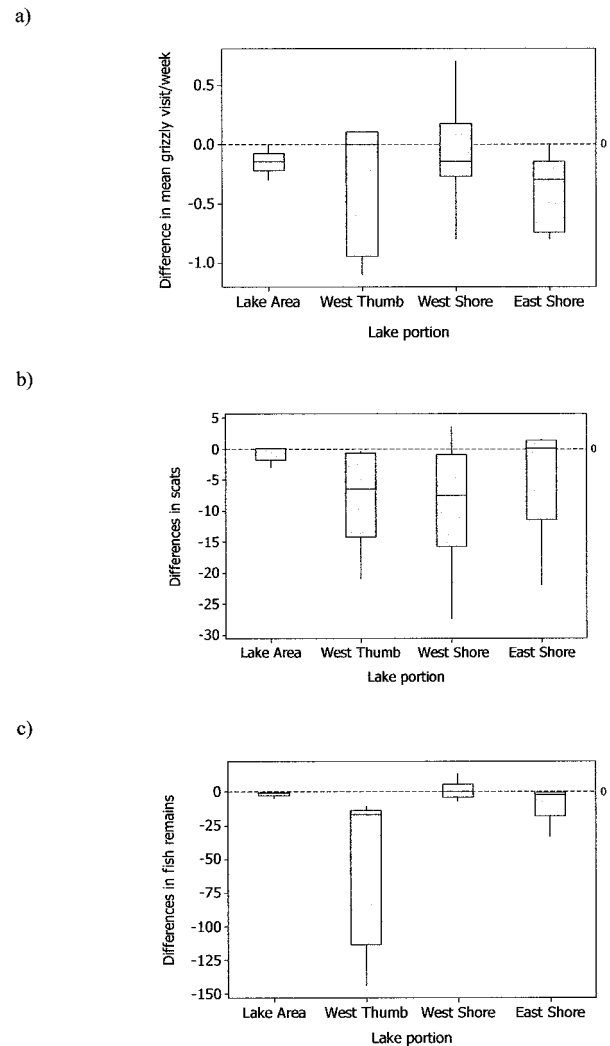 a)
Difference in mean grizzly visit/week
0.5
0.0
-0.5
-1.0
0
Lake Area West Thumb West Shore East Shore
Lake portion
b)
Differences in scats
5
0
-5
-10
-15
-20
-25
-30
0
Lake Area West Thumb West Shore East Shore
Lake portion
c)
Differences in fish remains
0
-25
-50
-75
-100
-125
-150
0
Lake Area West Thumb West Shore East Shore
Lake portion